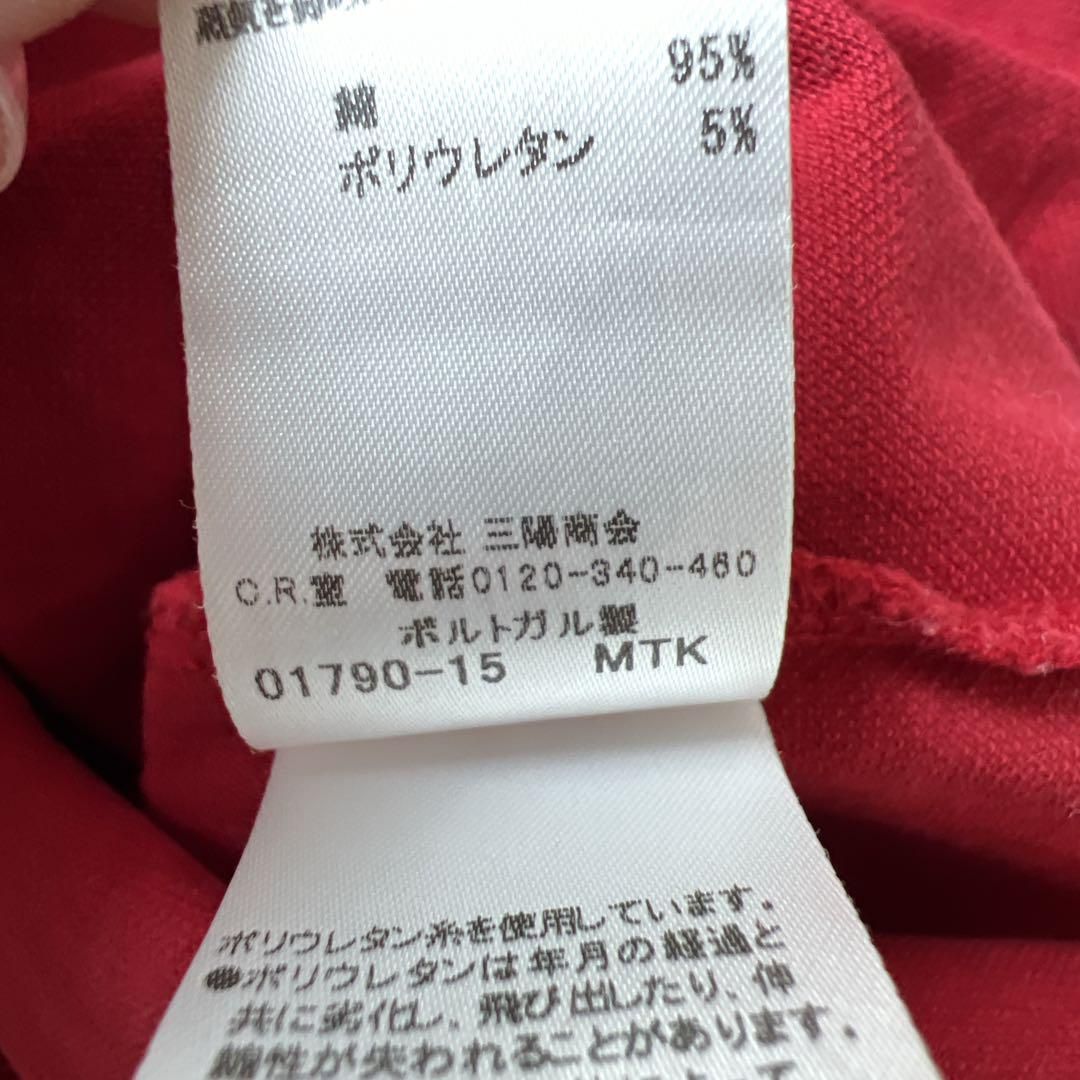 綿 95%
ポリウレタン 5%
株式会社 三陽商会
C.R.室 電話0120-340-460
ポルトガル製
01790-15 MTK
ポリウレタン糸を使用しています。
●ポリウレタンは年月の経過と
共に劣化し、飛び出したり、伸
縮性が失われることがあります。